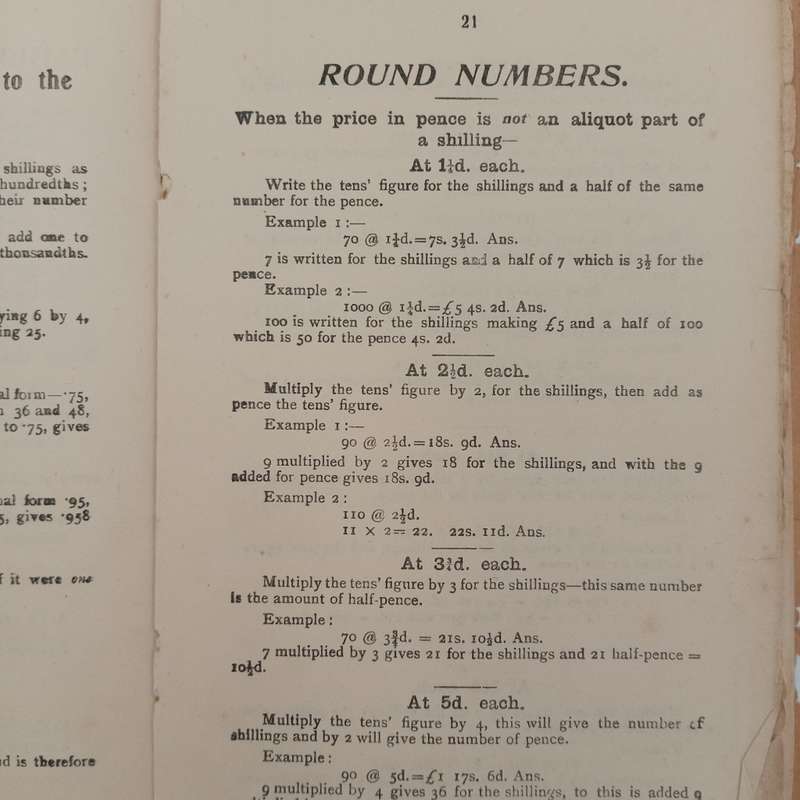 to the
shillings as
hundredths;
heir number
add one to
thousandths.
ying 6 by 4,
ing 25.
al form—·75,
36 and 48,
to ·75, gives
nal form ·95,
5, gives ·958
f it were one
nd is therefore
21
ROUND NUMBERS.
When the price in pence is not an aliquot part of
a shilling—
At 1¼d. each.
Write the tens' figure for the shillings and a half of the same
number for the pence.
Example 1 :—
70 @ 1¼d.=7s. 3½d. Ans.
7 is written for the shillings and a half of 7 which is 3½ for the
pence.
Example 2 :—
1000 @ 1¼d.=£5 4s. 2d. Ans.
100 is written for the shillings making £5 and a half of 100
which is 50 for the pence 4s. 2d.
At 2½d. each.
Multiply the tens' figure by 2, for the shillings, then add as
pence the tens' figure.
Example 1 :—
90 @ 2½d.=18s. 9d. Ans.
9 multiplied by 2 gives 18 for the shillings, and with the 9
added for pence gives 18s. 9d.
Example 2 :
110 @ 2½d.
11 × 2= 22. 22s. 11d. Ans.
At 3¾d. each.
Multiply the tens' figure by 3 for the shillings—this same number
is the amount of half-pence.
Example :
70 @ 3¾d. = 21s. 10½d. Ans.
7 multiplied by 3 gives 21 for the shillings and 21 half-pence =
10½d.
At 5d. each.
Multiply the tens' figure by 4, this will give the number of
shillings and by 2 will give the number of pence.
Example :
90 @ 5d.=£1 17s. 6d. Ans.
9 multiplied by 4 gives 36 for the shillings, to this is added 9